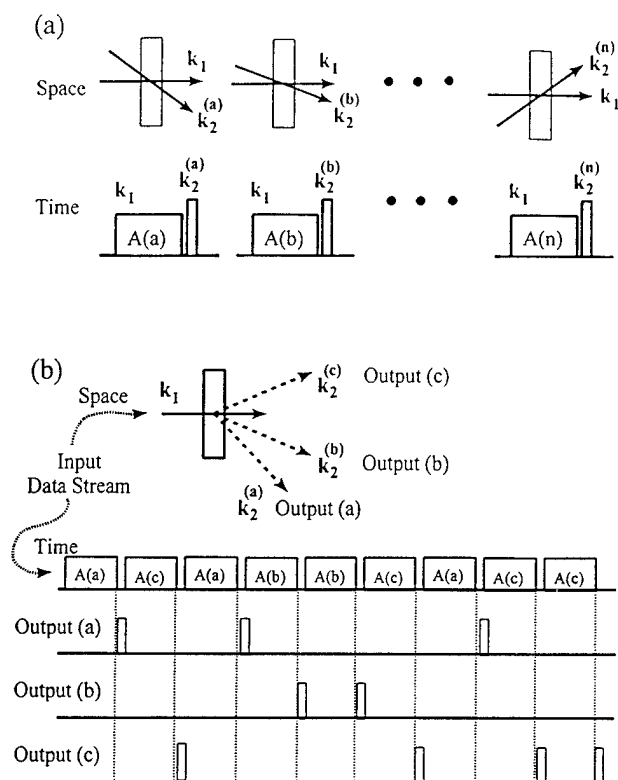 (a)
k1 k1 k2(n)
Space k1
k2(a) k2(b)
k1 k2(a) k1 k2(b) k1 k2(n)
Time
A(a) A(b) A(n)
(b)
k1 k2(c) Output (c)
Space
Input k2(b) Output (b)
Data Stream
k2(a) Output (a)
Time
A(a) A(c) A(a) A(b) A(b) A(c) A(a) A(c) A(c)
Output (a)
Output (b)
Output (c)